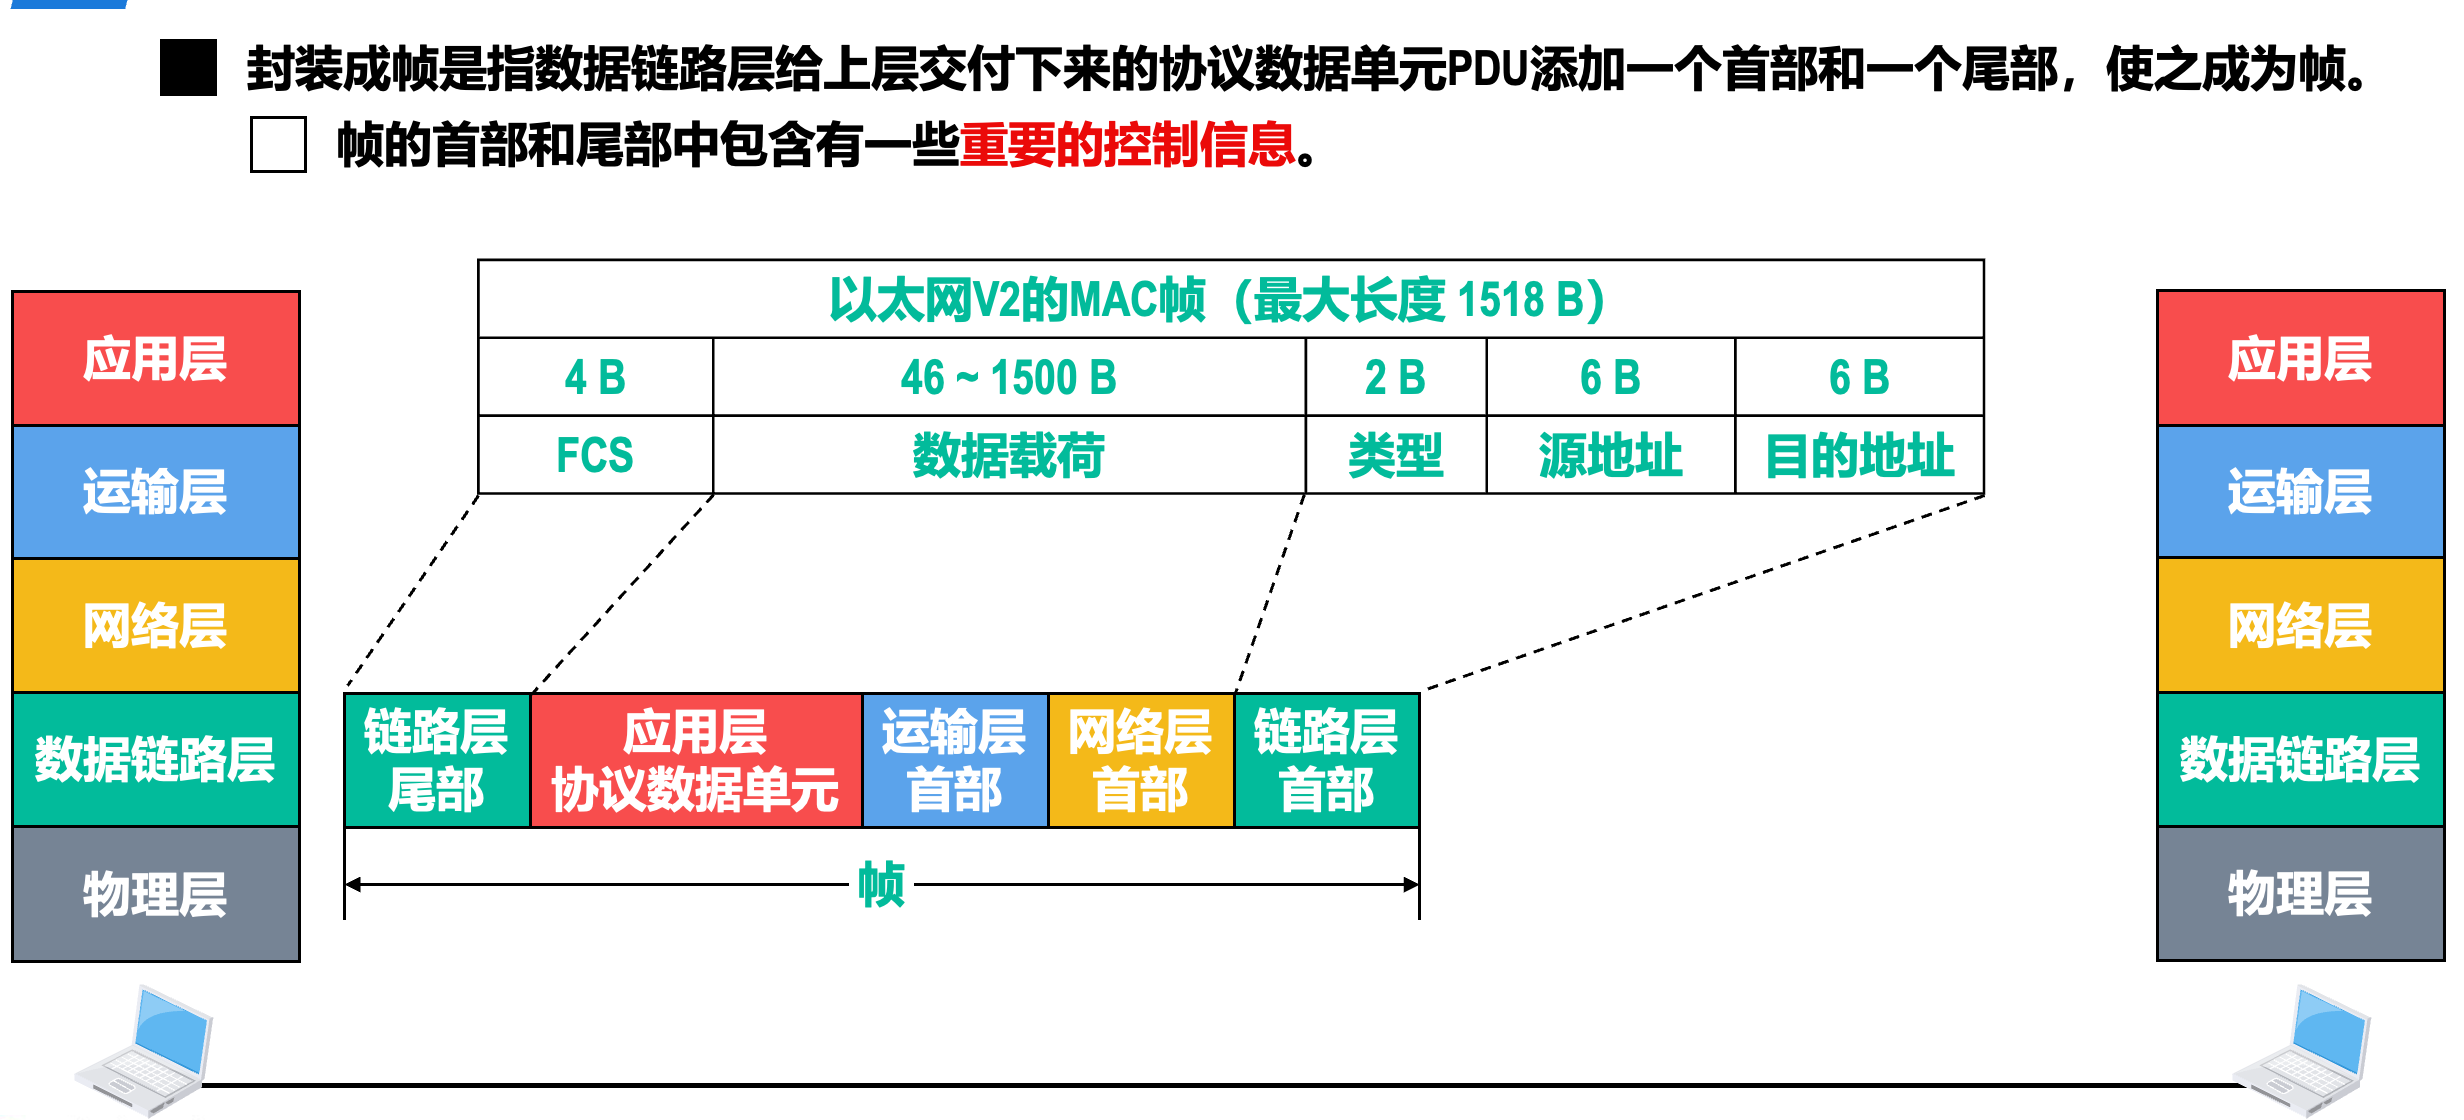 封装成帧是指数据链路层给上层交付下来的协议数据单元PDU添加一个首部和一个尾部，使之成为帧。
帧的首部和尾部中包含有一些重要的控制信息。
以太网V2的MAC帧（最大长度 1518 B）
4 B
46 ~ 1500 B
2 B
6 B
6 B
FCS
数据载荷
类型
源地址
目的地址
应用层
运输层
网络层
数据链路层
物理层
链路层
尾部
应用层
协议数据单元
运输层
首部
网络层
首部
链路层
首部
帧
应用层
运输层
网络层
数据链路层
物理层